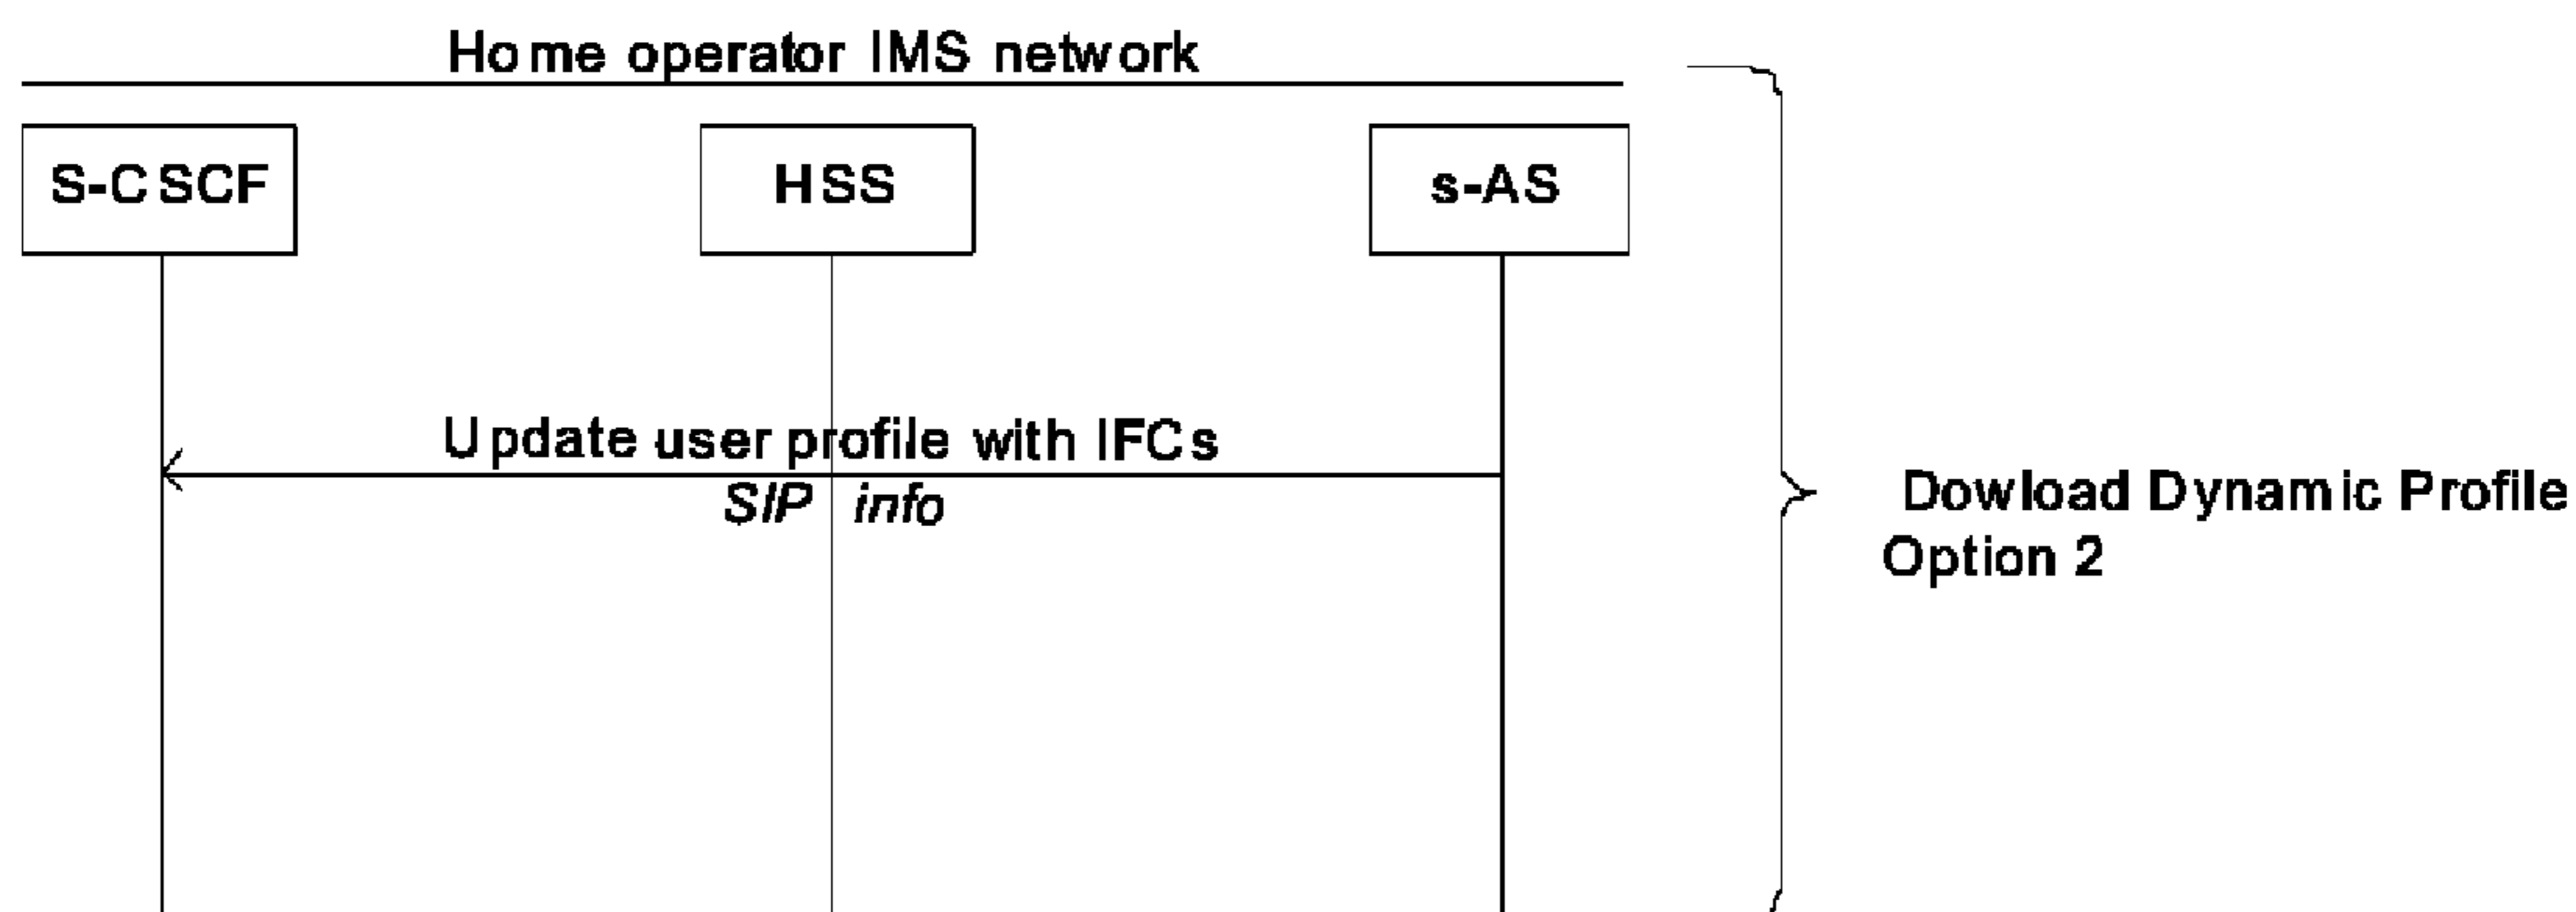 Home operator IMS network
S-CSCF
HSS
s-AS
Update user profile with IFCs
SIP info
Dowload Dynamic Profile
Option 2